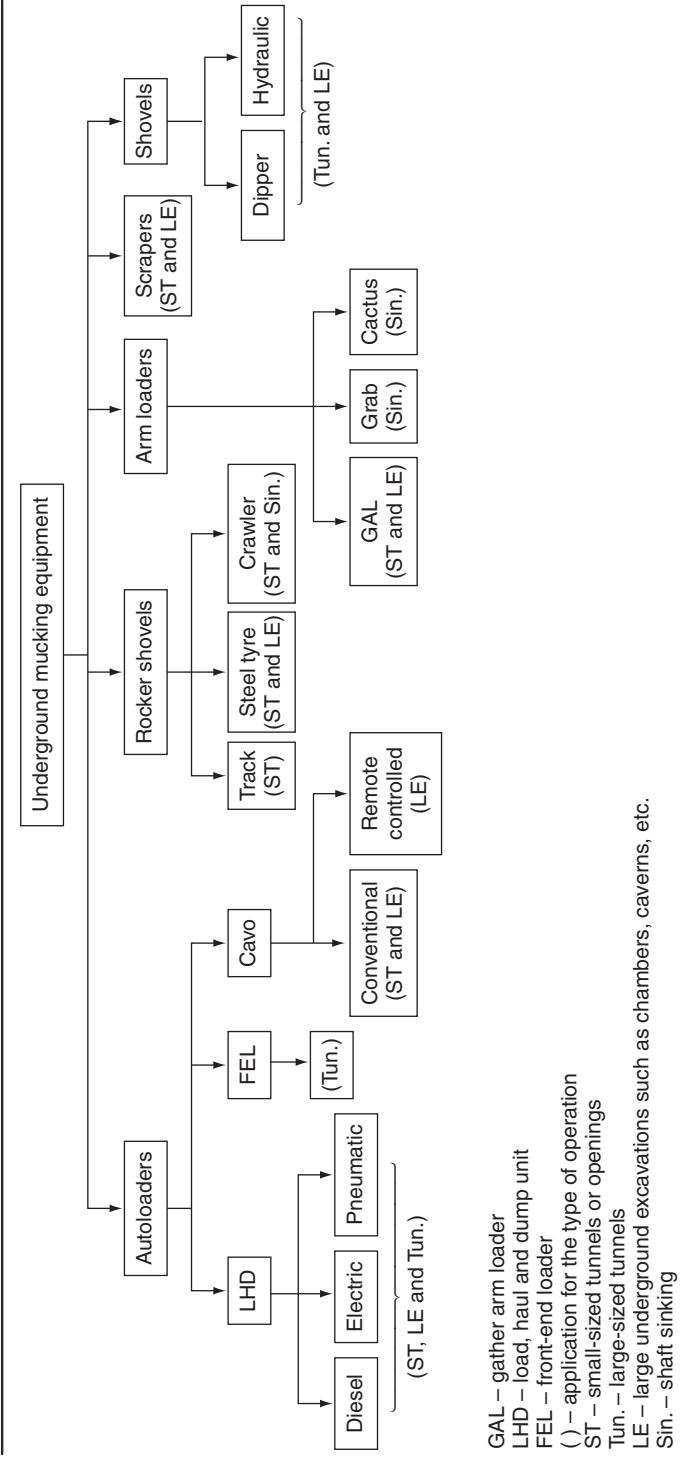 Underground mucking equipment
Autoloaders
Rocker shovels
Arm loaders
Scrapers
(ST and LE)
Shovels
LHD
FEL
Cavo
Track
(ST)
Steel tyre
(ST and LE)
Crawler
(ST and Sin.)
Dipper
Hydraulic
(Tun. and LE)
Diesel
Electric
Pneumatic
(ST, LE and Tun.)
(Tun.)
Conventional
(ST and LE)
Remote
controlled
(LE)
GAL
(ST and LE)
Grab
(Sin.)
Cactus
(Sin.)
GAL – gather arm loader
LHD – load, haul and dump unit
FEL – front-end loader
( ) – application for the type of operation
ST – small-sized tunnels or openings
Tun. – large-sized tunnels
LE – large underground excavations such as chambers, caverns, etc.
Sin. – shaft sinking